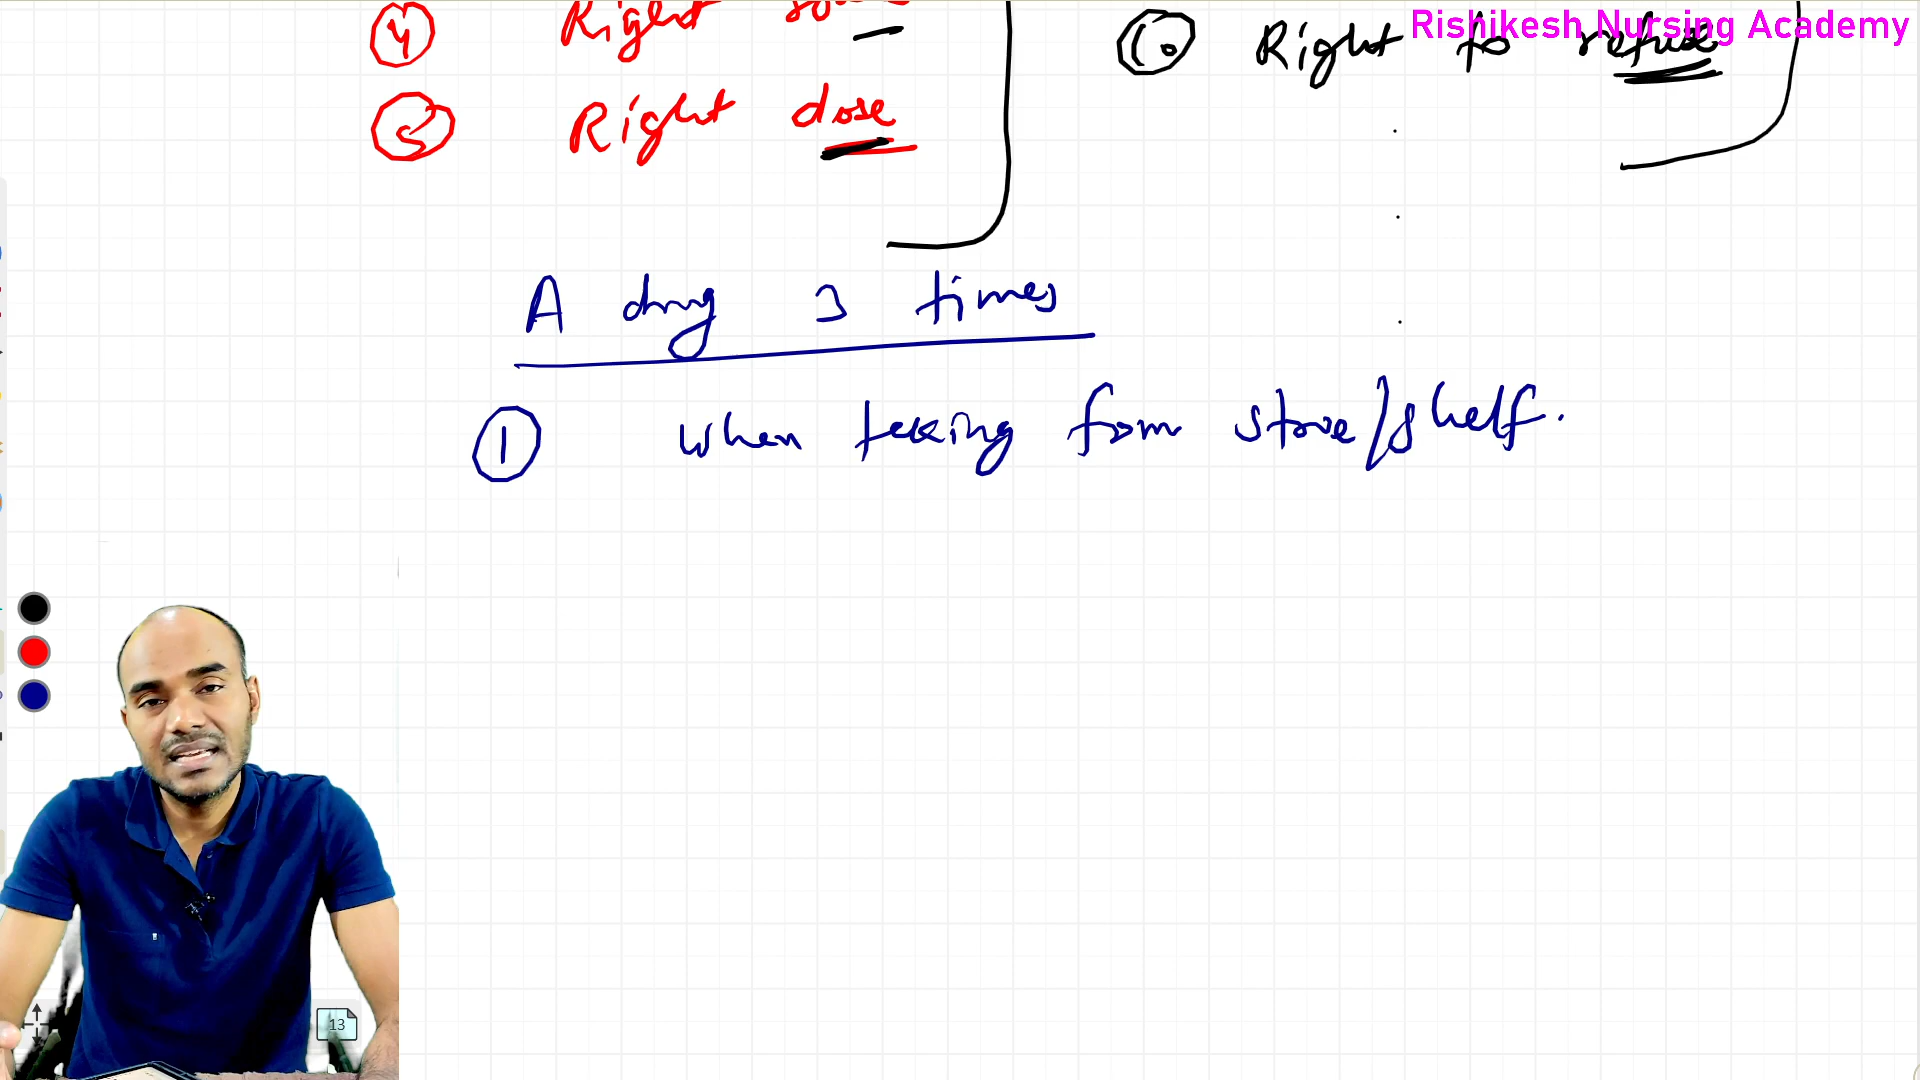 Rishikesh Nursing Academy
4 Right
5 Right dose
10 Right to refuse
A drug 3 times
1 when taking from store/shelf.
13